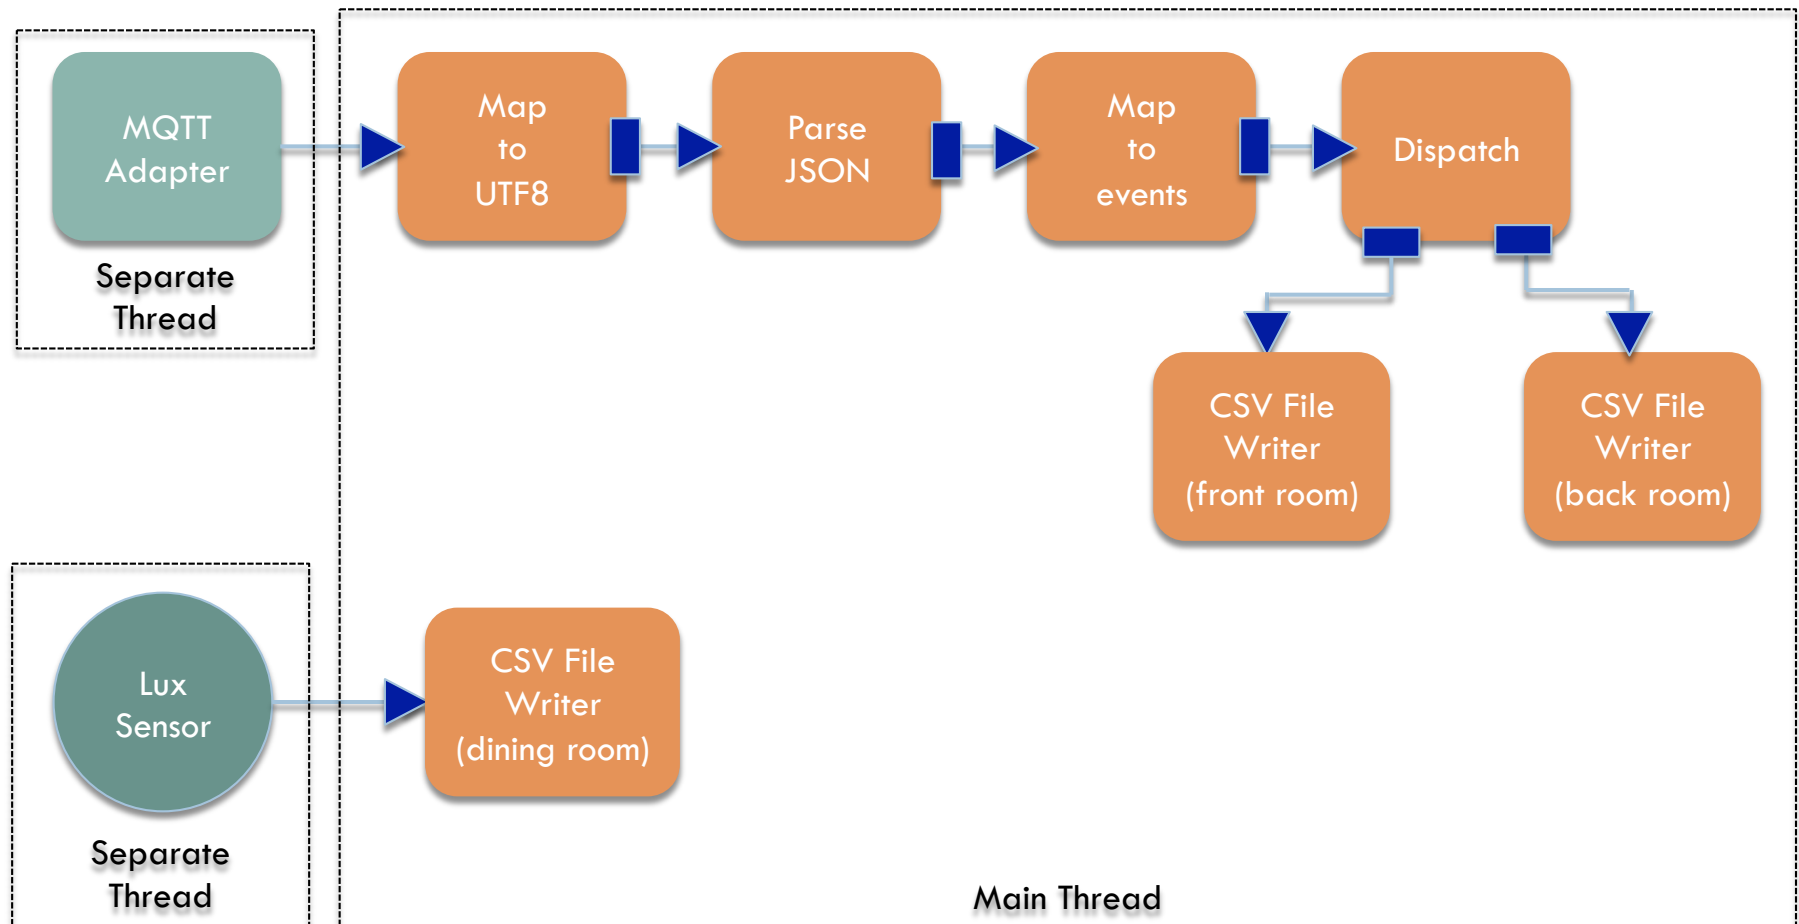 MQTT
Adapter
Separate
Thread
Map
to
UTF8
Parse
JSON
Map
to
events
Dispatch
CSV File
Writer
(front room)
CSV File
Writer
(back room)
Lux
Sensor
Separate
Thread
CSV File
Writer
(dining room)
Main Thread